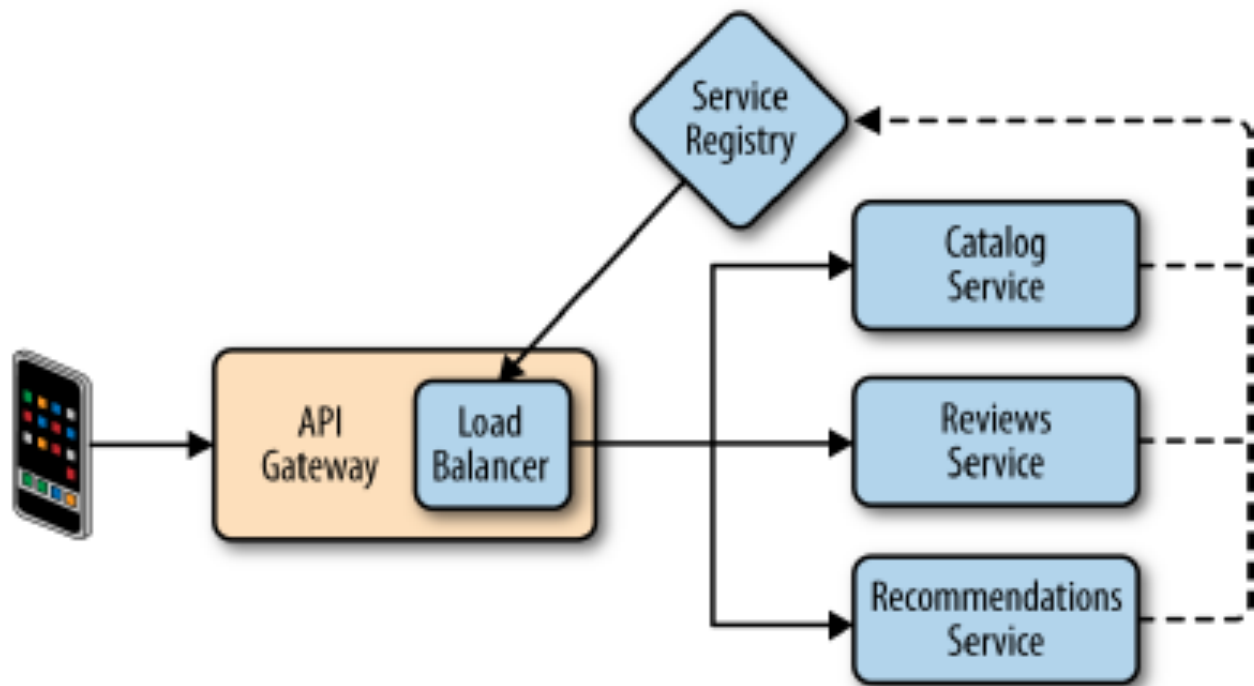 Service
Registry
Catalog
Service
API
Gateway
Load
Balancer
Reviews
Service
Recommendations
Service